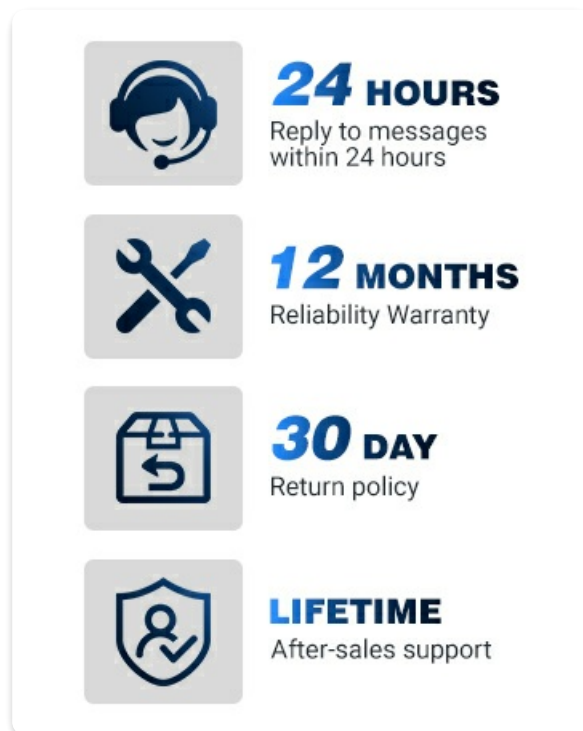 24 HOURS
Reply to messages
within 24 hours
12 MONTHS
Reliability Warranty
30 DAY
Return policy
LIFETIME
After-sales support